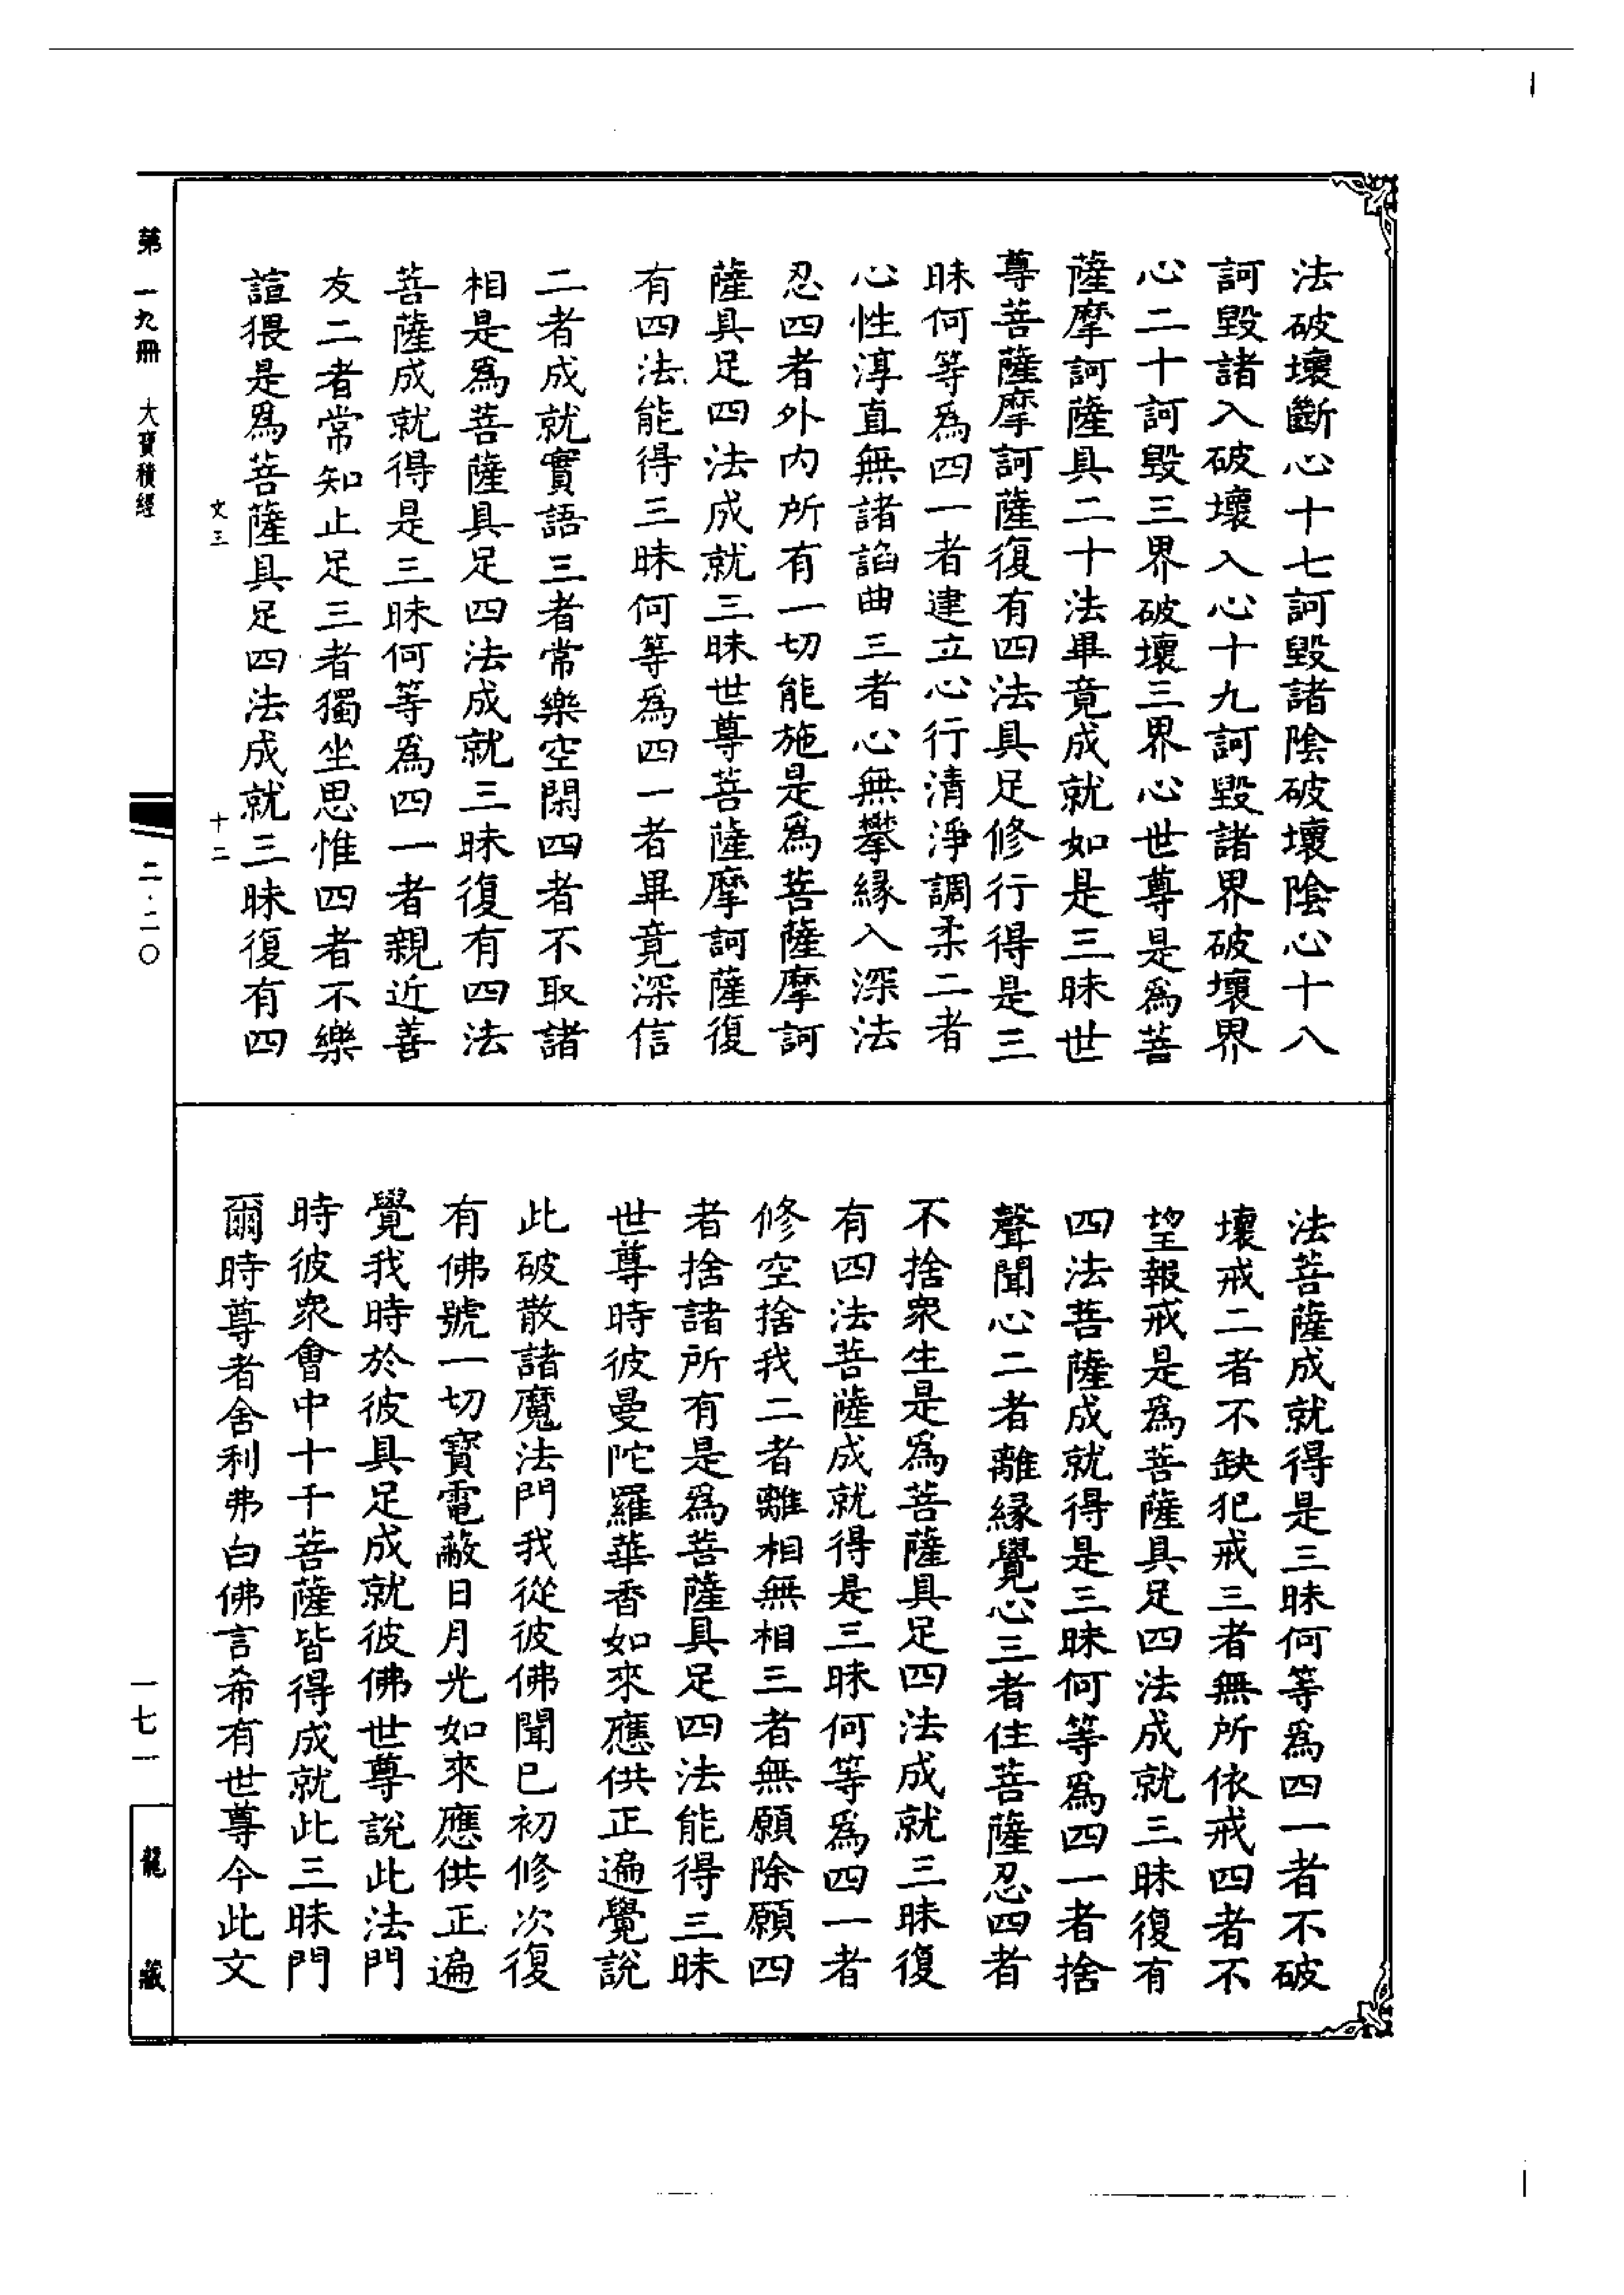 法破壞斷心十七訶毀諸陰破壞陰心十八
訶毀諸入破壞入心十九訶毀諸界破壞界
心二十訶毀三界破壞三界心世尊是爲菩
薩摩訶薩具二十法畢竟成就如是三昧世
尊菩薩摩訶薩復有四法具足修行得是三
昧何等爲四一者建立心行清淨調柔二者
心性淳直無諸諂曲三者心無攀緣入深法
忍四者外内所有一切能施是爲菩薩摩訶
薩具足四法成就三昧世尊菩薩摩訶薩復
有四法能得三昧何等爲四一者畢竟深信
二者成就實語三者常樂空閑四者不取諸
相是爲菩薩具足四法成就三昧復有四法
菩薩成就得是三昧何等爲四一者親近善
友二者常知止足三者獨坐思惟四者不樂
諠猥是爲菩薩具足四法成就三昧復有四
文三 十二
法菩薩成就得是三昧何等爲四一者不破
壞戒二者不缺犯戒三者無所依戒四者不
望報戒是爲菩薩具足四法成就三昧復有
四法菩薩成就得是三昧何等爲四一者捨
聲聞心二者離緣覺心三者住菩薩忍四者
不捨衆生是爲菩薩具足四法成就三昧復
有四法菩薩成就得是三昧何等爲四一者
修空捨我二者離相無相三者無願除願四
者捨諸所有是爲菩薩具足四法能得三昧
世尊時彼曼陀羅華香如來應供正遍覺說
此破散諸魔法門我從彼佛聞已初修次復
有佛號一切寶電蔽日月光如來應供正遍
覺我時於彼具足成就彼佛世尊說此法門
時彼衆會中十千菩薩皆得成就此三昧門
爾時尊者舍利弗白佛言希有世尊今此文
第一九冊 大寶積經
二·二〇
一七一
龍藏